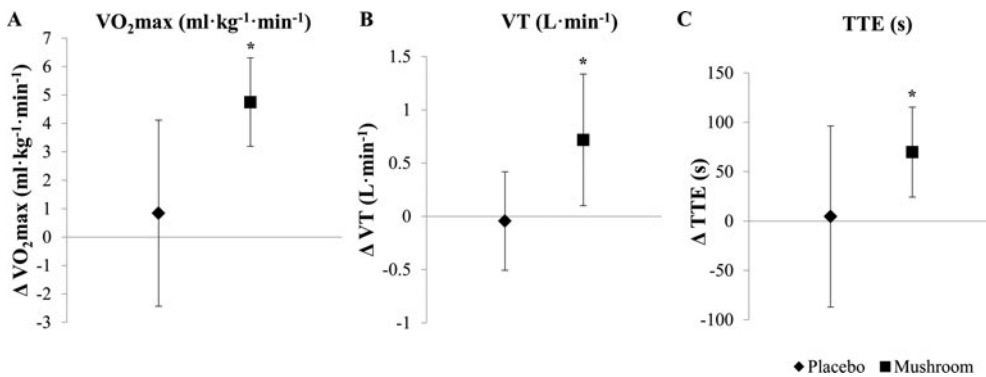 A
VO₂max (ml·kg⁻¹·min⁻¹)
Δ VO₂max (ml·kg⁻¹·min⁻¹)
7
6
5
4
3
2
1
0
-1
-2
-3
*
B
VT (L·min⁻¹)
Δ VT (L·min⁻¹)
1.5
1
0.5
0
-0.5
-1
*
C
TTE (s)
Δ TTE (s)
150
100
50
0
-50
-100
*
◆ Placebo ■ Mushroom